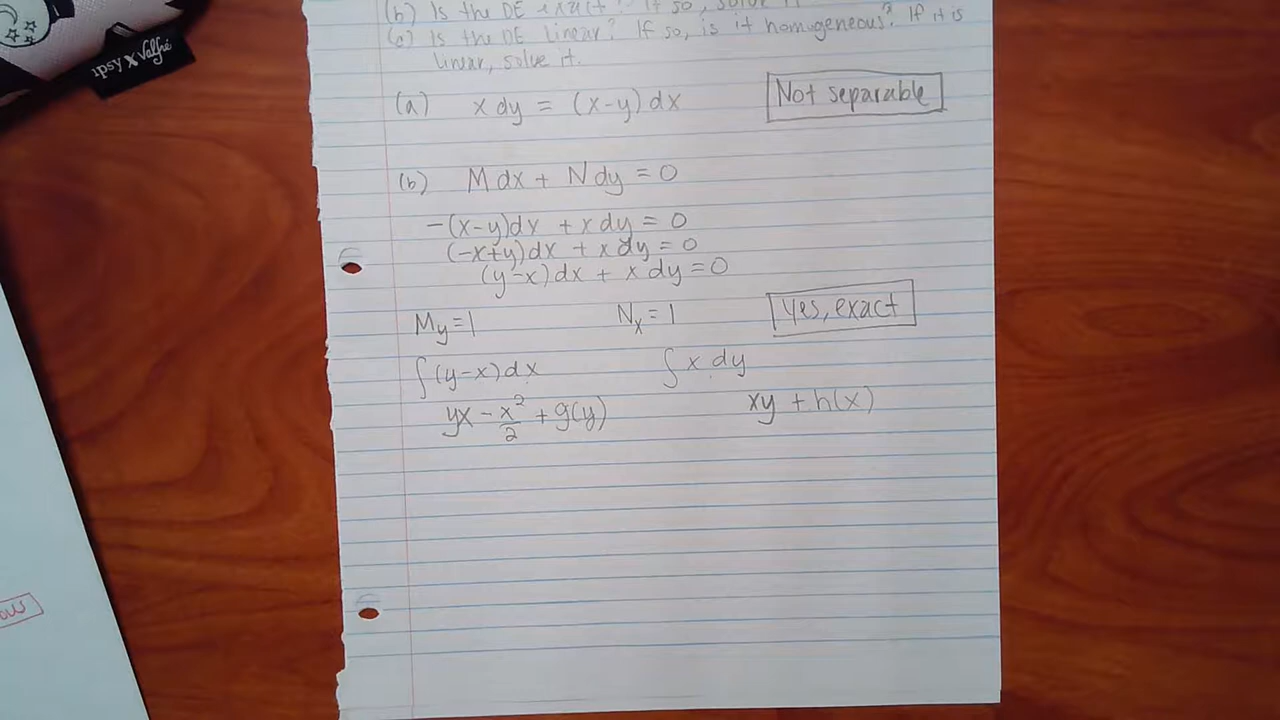 (b) Is the DE exact? If so, solve it
(c) Is the DE linear? If so, is it homogeneous? If it is
linear, solve it.
ipsy x Valfré
(a) x dy = (x-y) dx
Not separable
(b) M dx + N dy = 0
-(x-y)dx + x dy = 0
(-x+y)dx + x dy = 0
(y-x) dx + x dy = 0
My = 1 Nx = 1
Yes, exact
∫(y-x)dx ∫x dy
yx - x²/2 + g(y) xy + h(x)